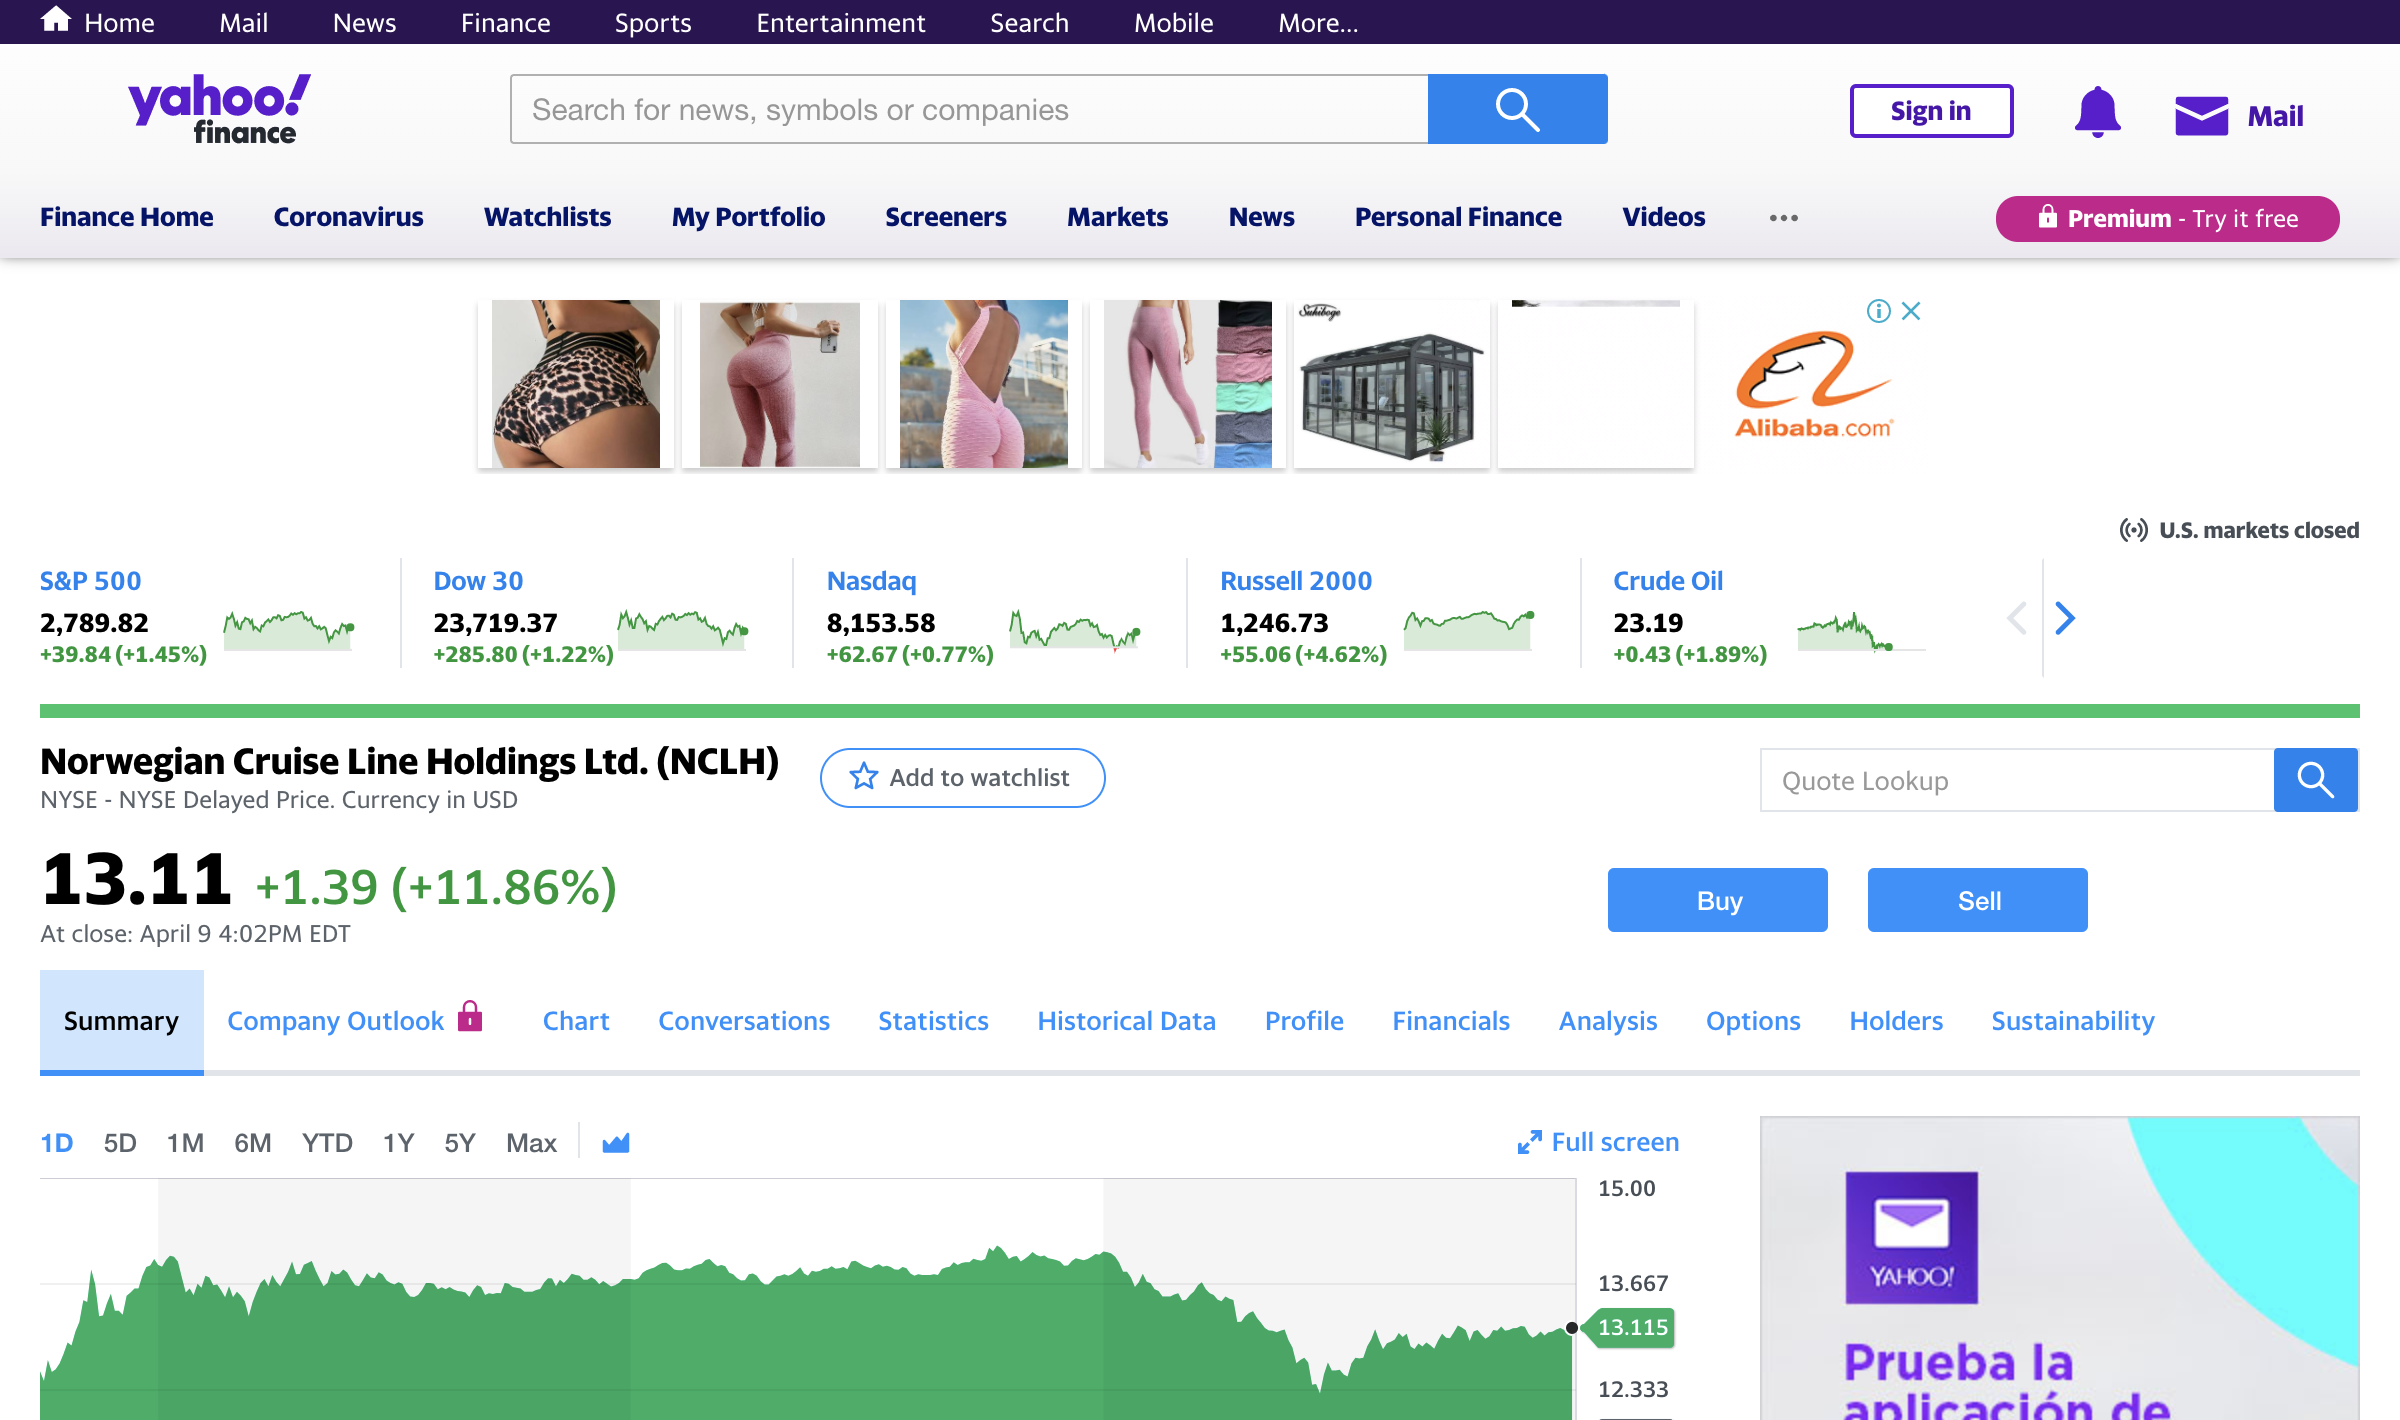 Home Mail News Finance Sports Entertainment Search Mobile More...
yahoo!
finance
Search for news, symbols or companies
Sign in
Mail
Finance Home Coronavirus Watchlists My Portfolio Screeners Markets News Personal Finance Videos
Premium - Try it free
Suhiboge
Alibaba.com
U.S. markets closed
S&P 500
2,789.82
+39.84 (+1.45%)
Dow 30
23,719.37
+285.80 (+1.22%)
Nasdaq
8,153.58
+62.67 (+0.77%)
Russell 2000
1,246.73
+55.06 (+4.62%)
Crude Oil
23.19
+0.43 (+1.89%)
Norwegian Cruise Line Holdings Ltd. (NCLH)
NYSE - NYSE Delayed Price. Currency in USD
Add to watchlist
Quote Lookup
13.11 +1.39 (+11.86%)
At close: April 9 4:02PM EDT
Buy
Sell
Summary Company Outlook Chart Conversations Statistics Historical Data Profile Financials Analysis Options Holders Sustainability
1D 5D 1M 6M YTD 1Y 5Y Max
Full screen
15.00
13.667
13.115
12.333
YAHOO!
Prueba la
aplicación de